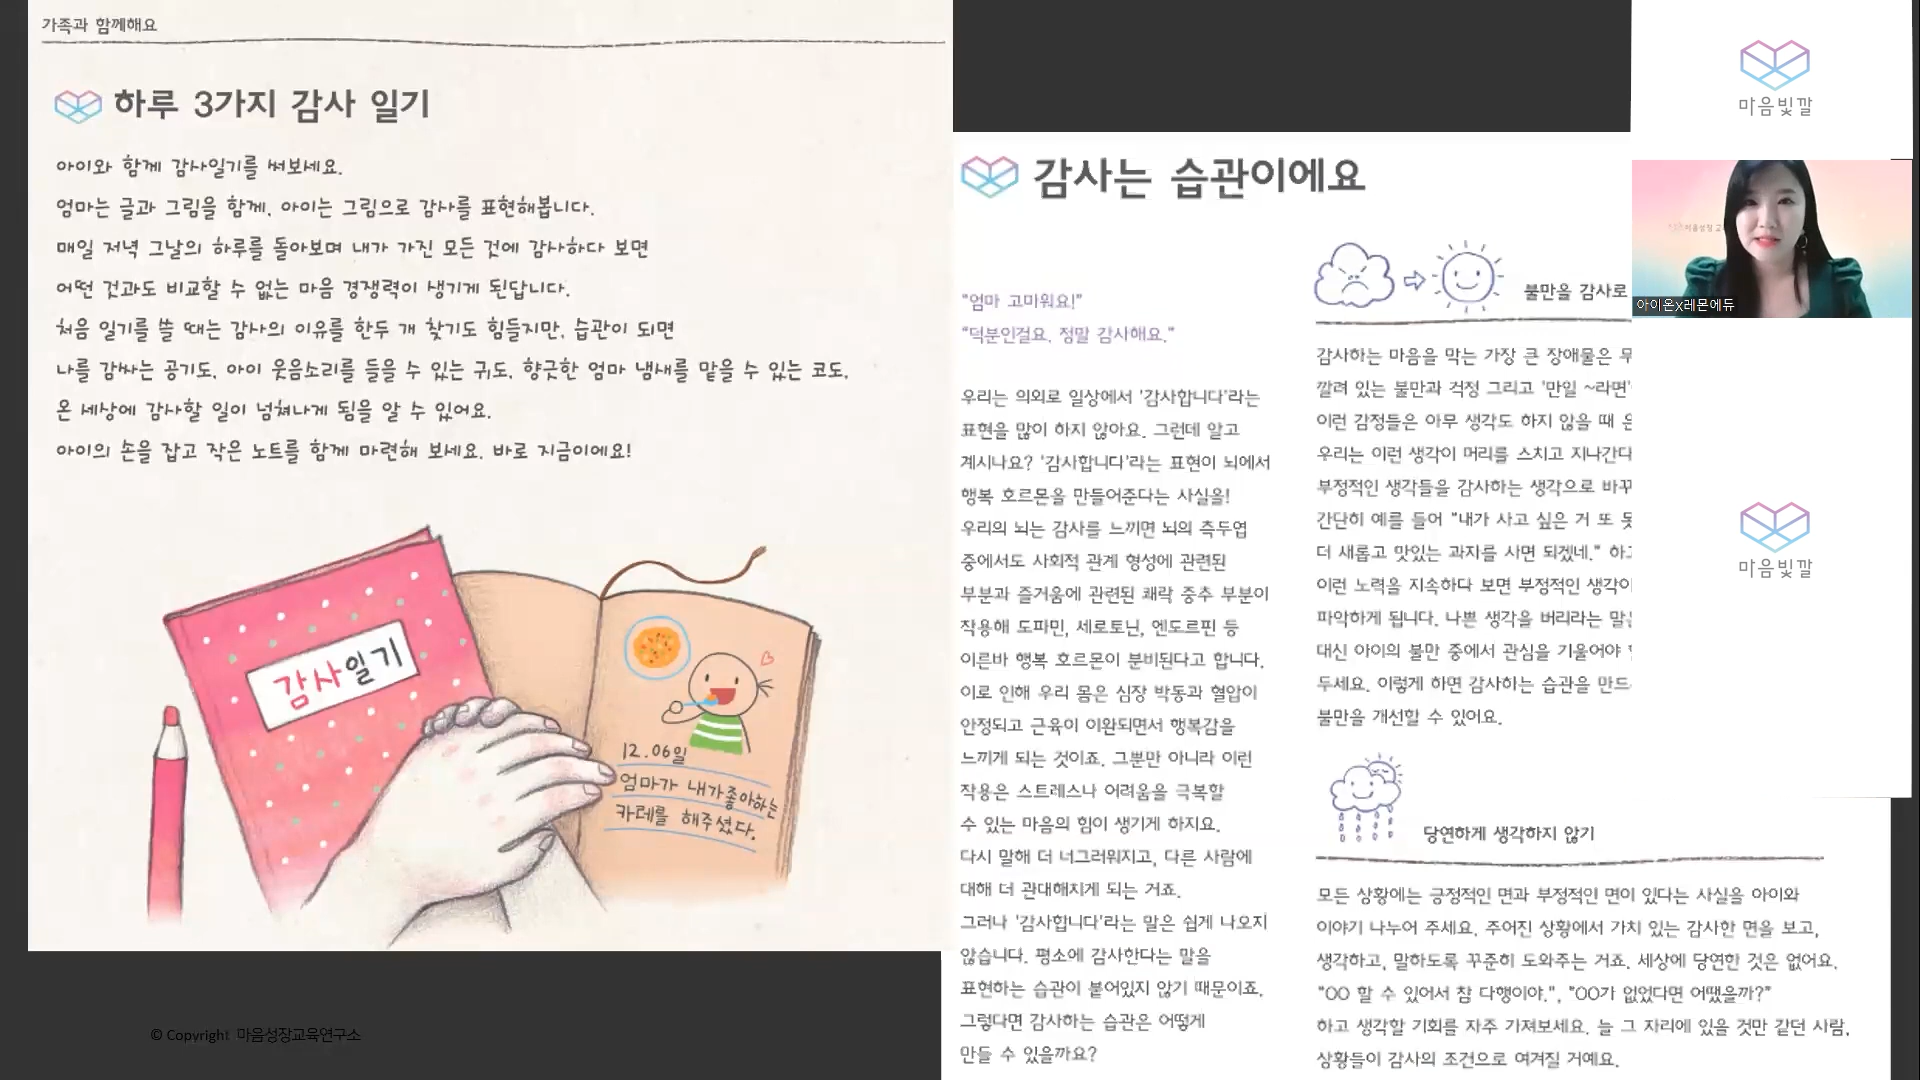 가족과 함께해요
하루 3가지 감사 일기
아이와 함께 감사일기를 써보세요.
엄마는 글과 그림을 함께, 아이는 그림으로 감사를 표현해봅니다.
매일 저녁 그날의 하루를 돌아보며 내가 가진 모든 것에 감사하다 보면
어떤 것과도 비교할 수 없는 마음 경쟁력이 생기게 된답니다.
처음 일기를 쓸 때는 감사의 이유를 한두 개 찾기도 힘들지만, 습관이 되면
나를 감싸는 공기도, 아이 웃음소리를 들을 수 있는 귀도, 향긋한 엄마 냄새를 맡을 수 있는 코도,
온 세상에 감사할 일이 넘쳐나게 됨을 알 수 있어요.
아이의 손을 잡고 작은 노트를 함께 마련해 보세요. 바로 지금이에요!
감사일기
12.06일
엄마가 내가좋아하는
카레를 해주셨다.
© Copyright 마음성장교육연구소
감사는 습관이에요
"엄마 고마워요!"
"덕분인걸요. 정말 감사해요."
우리는 의외로 일상에서 '감사합니다'라는
표현을 많이 하지 않아요. 그런데 알고
계시나요? '감사합니다'라는 표현이 뇌에서
행복 호르몬을 만들어준다는 사실을!
우리의 뇌는 감사를 느끼면 뇌의 측두엽
중에서도 사회적 관계 형성에 관련된
부분과 즐거움에 관련된 쾌락 중추 부분이
작용해 도파민, 세로토닌, 엔도르핀 등
이른바 행복 호르몬이 분비된다고 합니다.
이로 인해 우리 몸은 심장 박동과 혈압이
안정되고 근육이 이완되면서 행복감을
느끼게 되는 것이죠. 그뿐만 아니라 이런
작용은 스트레스나 어려움을 극복할
수 있는 마음의 힘이 생기게 하지요.
다시 말해 더 너그러워지고, 다른 사람에
대해 더 관대해지게 되는 거죠.
그러나 '감사합니다'라는 말은 쉽게 나오지
않습니다. 평소에 감사한다는 말을
표현하는 습관이 붙어있지 않기 때문이죠.
그렇다면 감사하는 습관은 어떻게
만들 수 있을까요?
불만을 감사로
감사하는 마음을 막는 가장 큰 장애물은
깔려 있는 불만과 걱정 그리고 '만일 ~라면'
이런 감정들은 아무 생각도 하지 않을 때
우리는 이런 생각이 머리를 스치고 지나간다
부정적인 생각들을 감사하는 생각으로 바꾸
간단히 예를 들어 "내가 사고 싶은 거 또
더 새롭고 맛있는 과자를 사면 되겠네." 하고
이런 노력을 지속하다 보면 부정적인 생각이
파악하게 됩니다. 나쁜 생각을 버리라는
대신 아이의 불만 중에서 관심을 기울어야
두세요. 이렇게 하면 감사하는 습관을 만드
불만을 개선할 수 있어요.
당연하게 생각하지 않기
모든 상황에는 긍정적인 면과 부정적인 면이 있다는 사실을 아이와
이야기 나누어 주세요. 주어진 상황에서 가치 있는 감사한 면을 보고,
생각하고, 말하도록 꾸준히 도와주는 거죠. 세상에 당연한 것은 없어요.
"OO 할 수 있어서 참 다행이야.", "OO가 없었다면 어땠을까?"
하고 생각할 기회를 자주 가져보세요. 늘 그 자리에 있을 것만 같던 사람,
상황들이 감사의 조건으로 여겨질 거예요.
마음빛깔
아이온x레몬에듀
마음빛깔